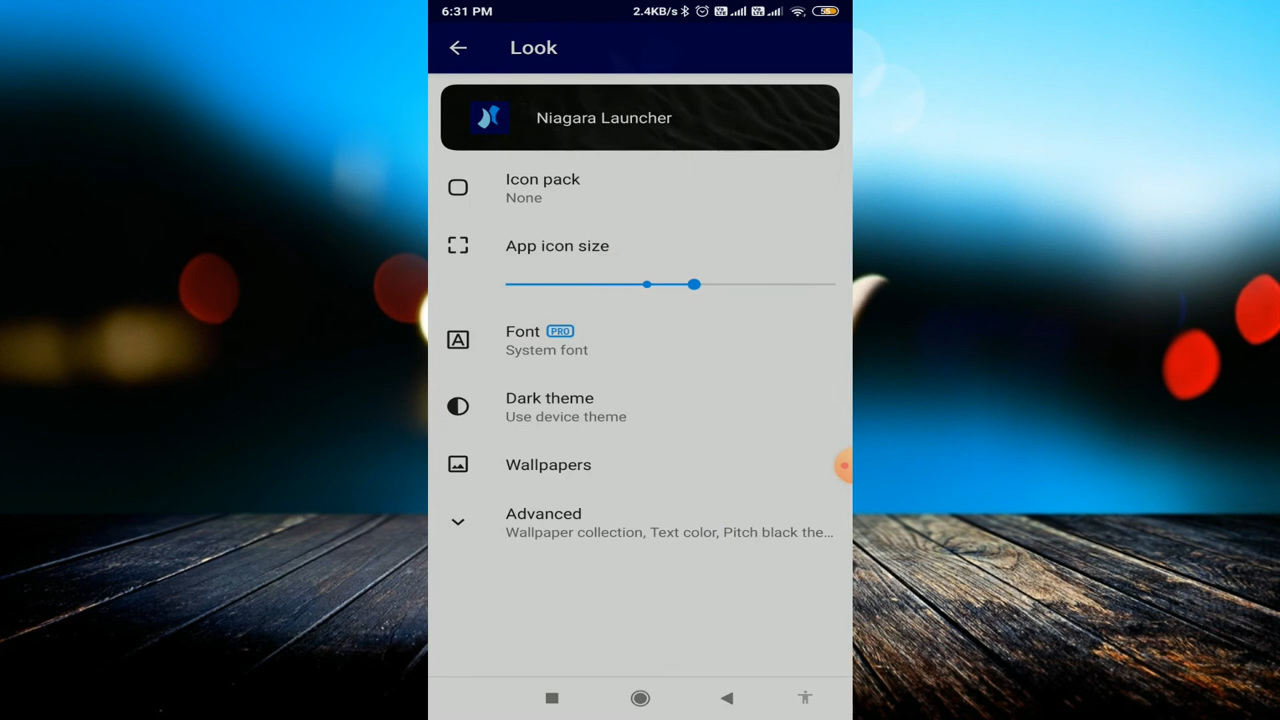 6:31 PM
2.4KB/s
Look
Niagara Launcher
Icon pack
None
App icon size
Font PRO
System font
Dark theme
Use device theme
Wallpapers
Advanced
Wallpaper collection, Text color, Pitch black the...